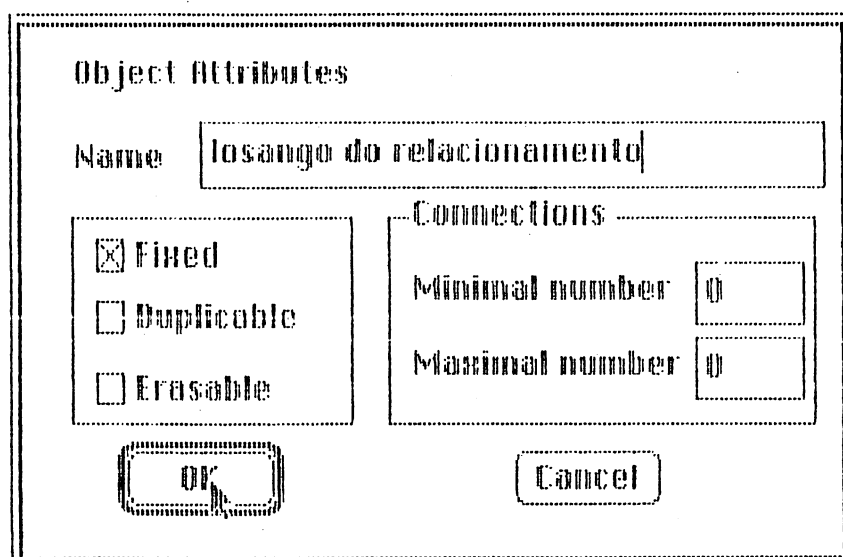 Object Attributes
Name losango do relacionamento
Connections
Fixed
Duplicable
Erasable
Minimal number 0
Maximal number 0
OK
Cancel